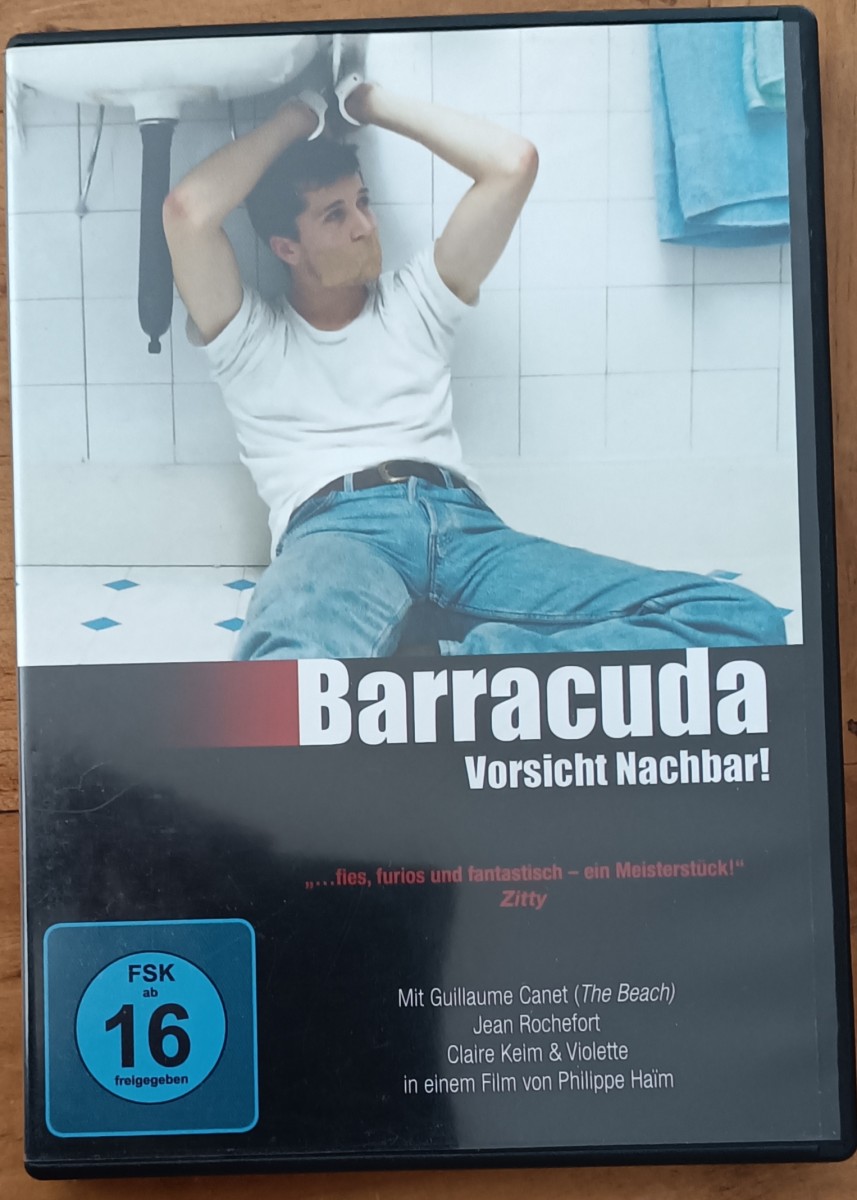 Barracuda
Vorsicht Nachbar!
„...fies, furios und fantastisch – ein Meisterstück!“
Zitty
FSK
ab
16
freigegeben
Mit Guillaume Canet (The Beach)
Jean Rochefort
Claire Keim & Violette
in einem Film von Philippe Haïm